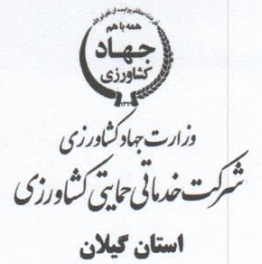 همه با هم
جهاد
کشاورزی
وزارت جهاد کشاورزی
شرکت خدماتی حمایتی کشاورزی
استان گیلان